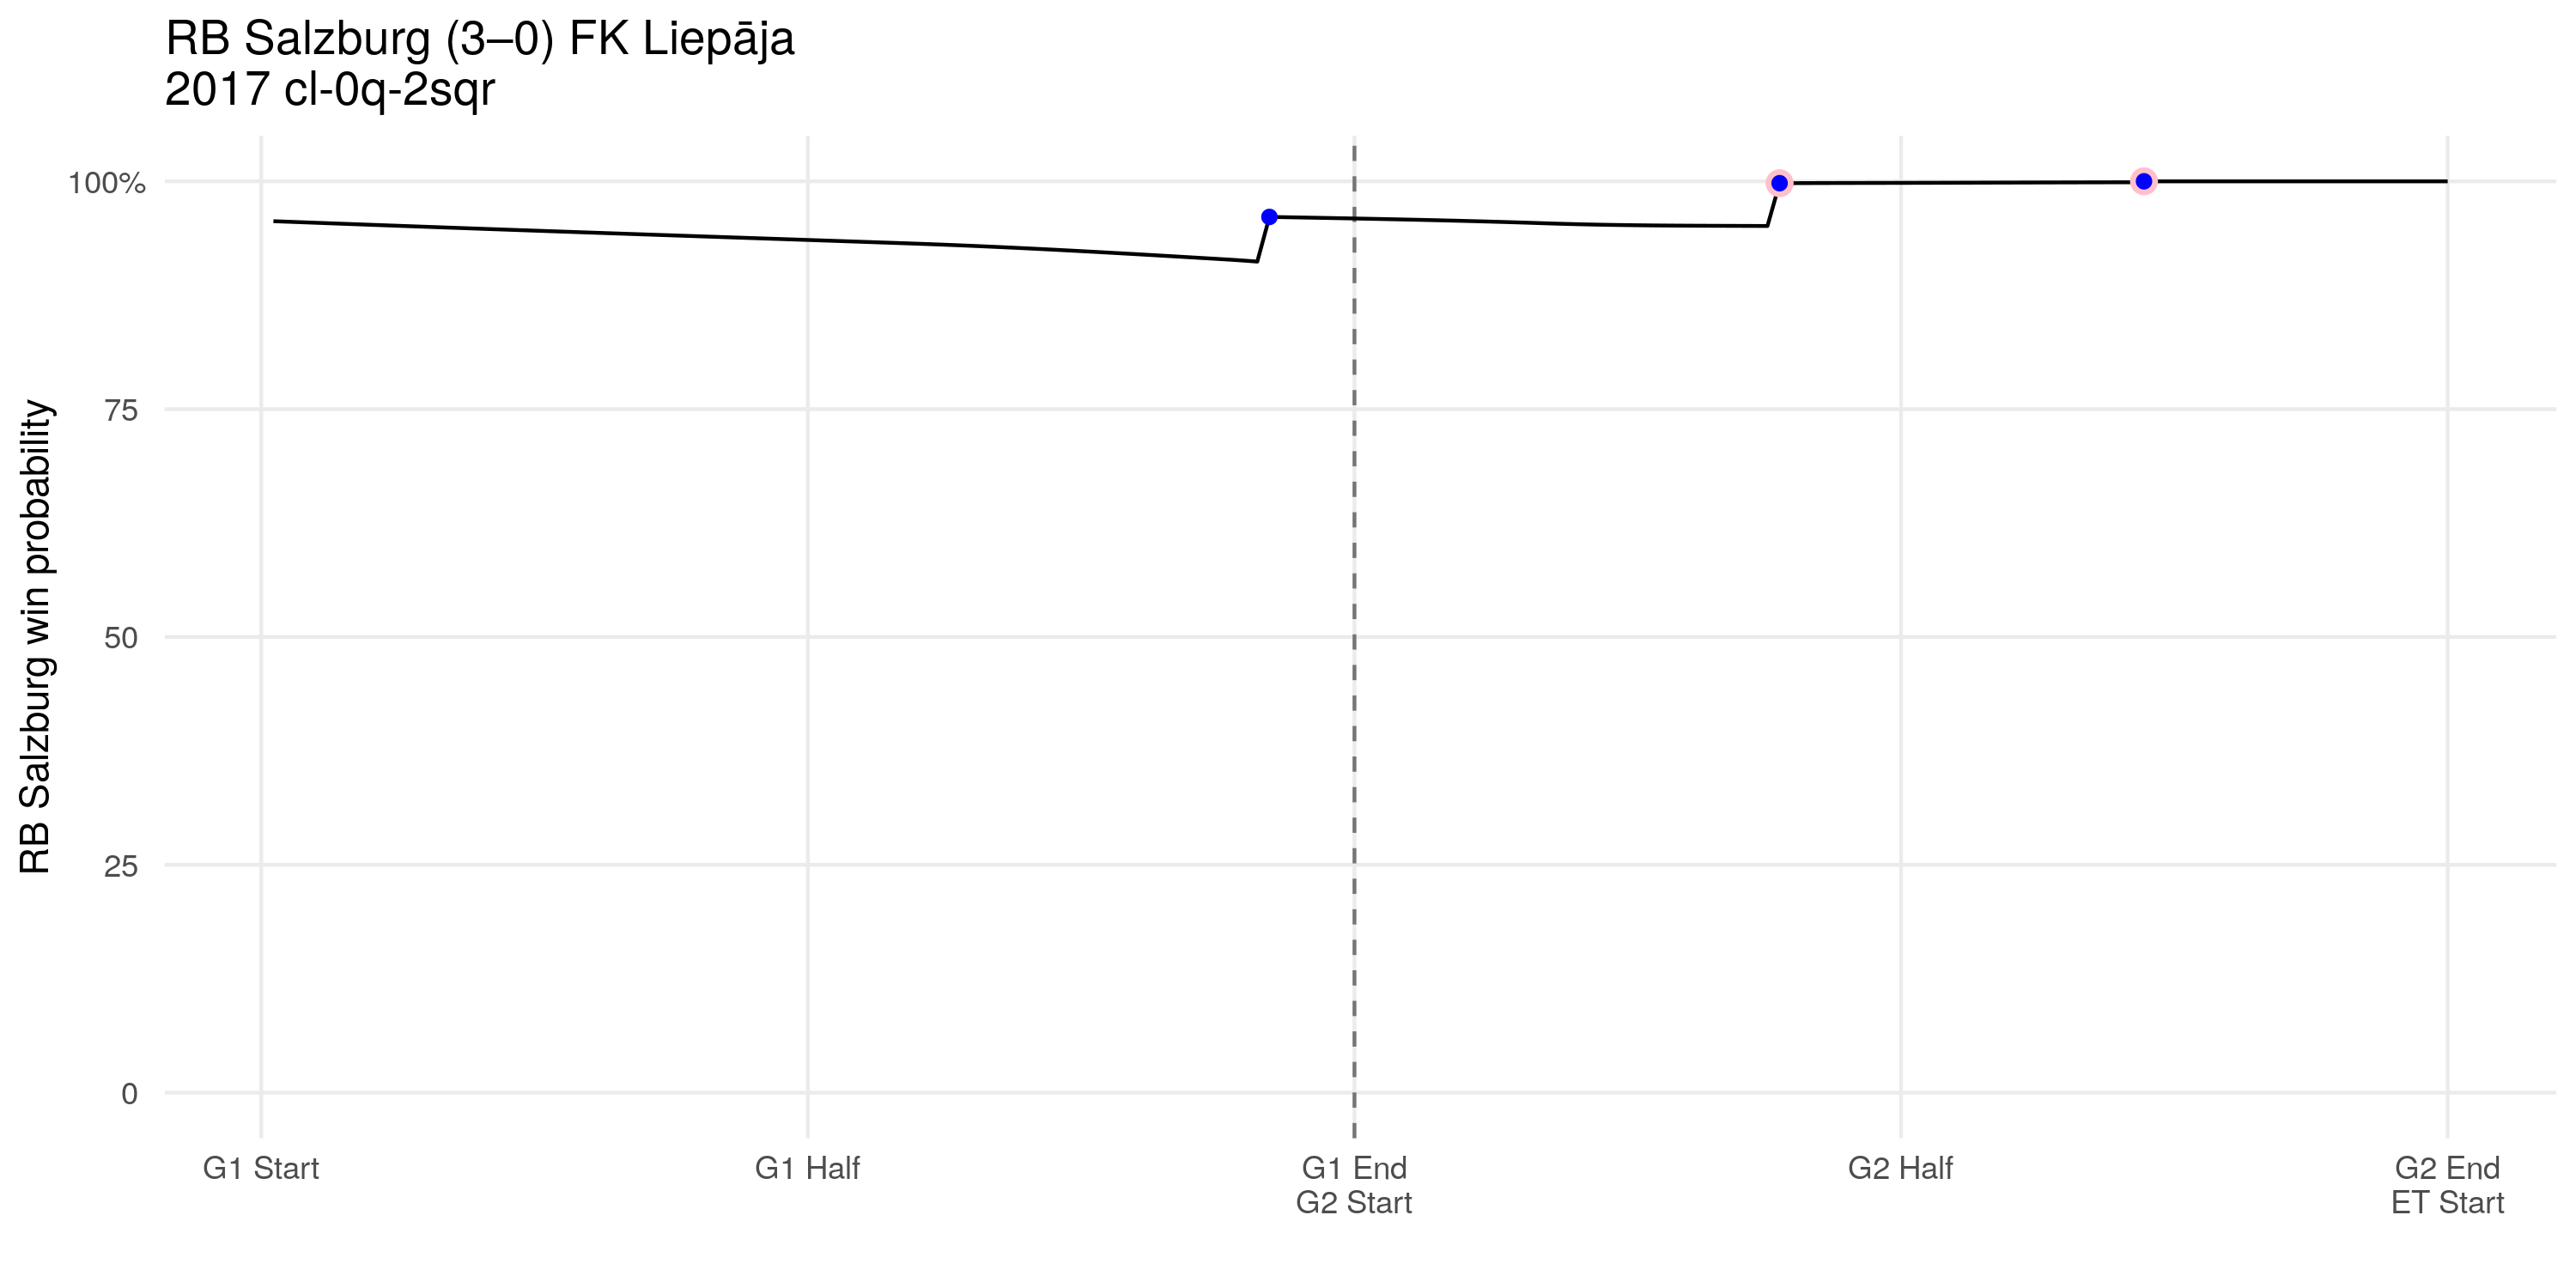 RB Salzburg (3–0) FK Liepāja
2017 cl-0q-2sqr
RB Salzburg win probability
100%
75
50
25
0
G1 Start
G1 Half
G1 End
G2 Start
G2 Half
G2 End
ET Start